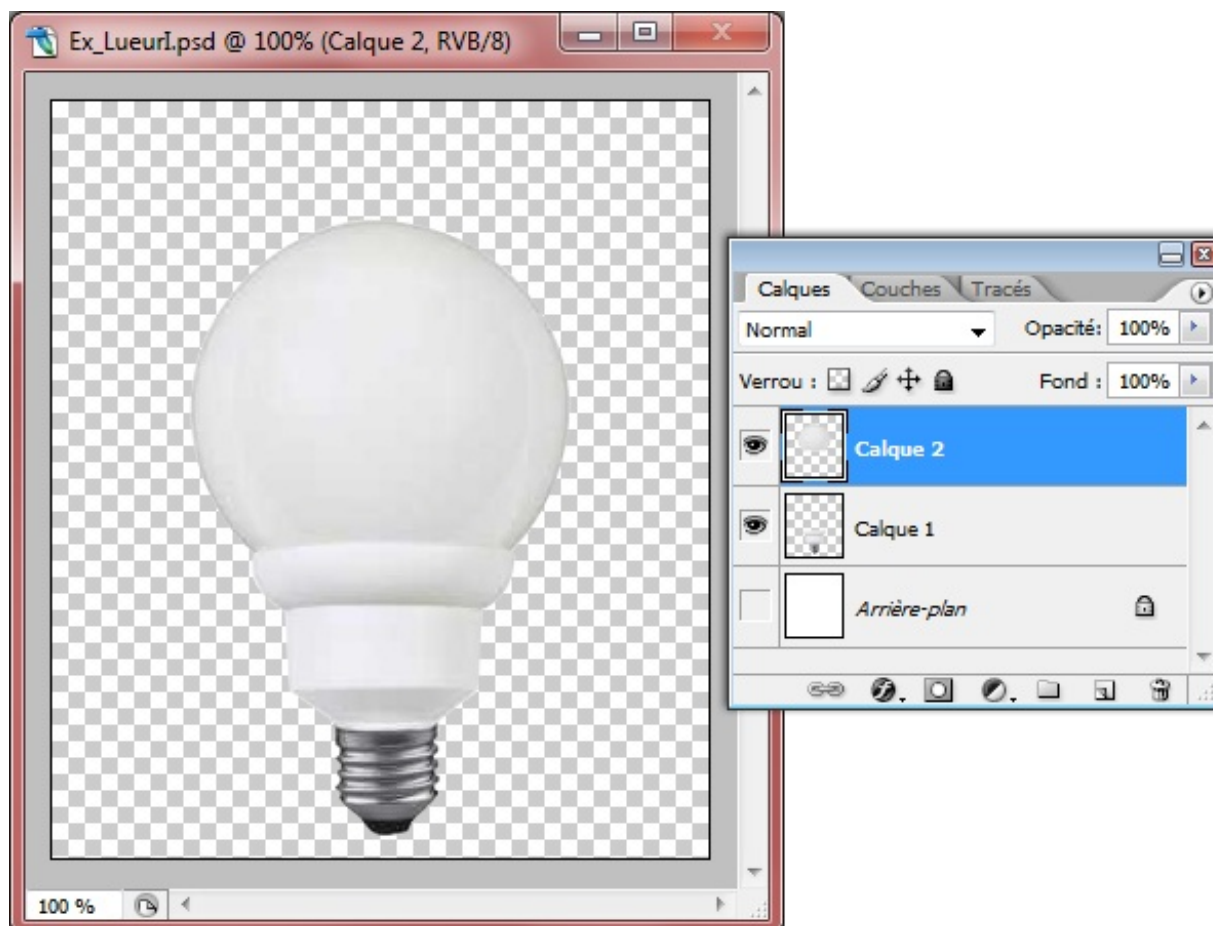 Ex_LueurI.psd @ 100% (Calque 2, RVB/8)
Calques Couches Tracés
Normal Opacité: 100%
Verrou : Fond : 100%
Calque 2
Calque 1
Arrière-plan
100 %